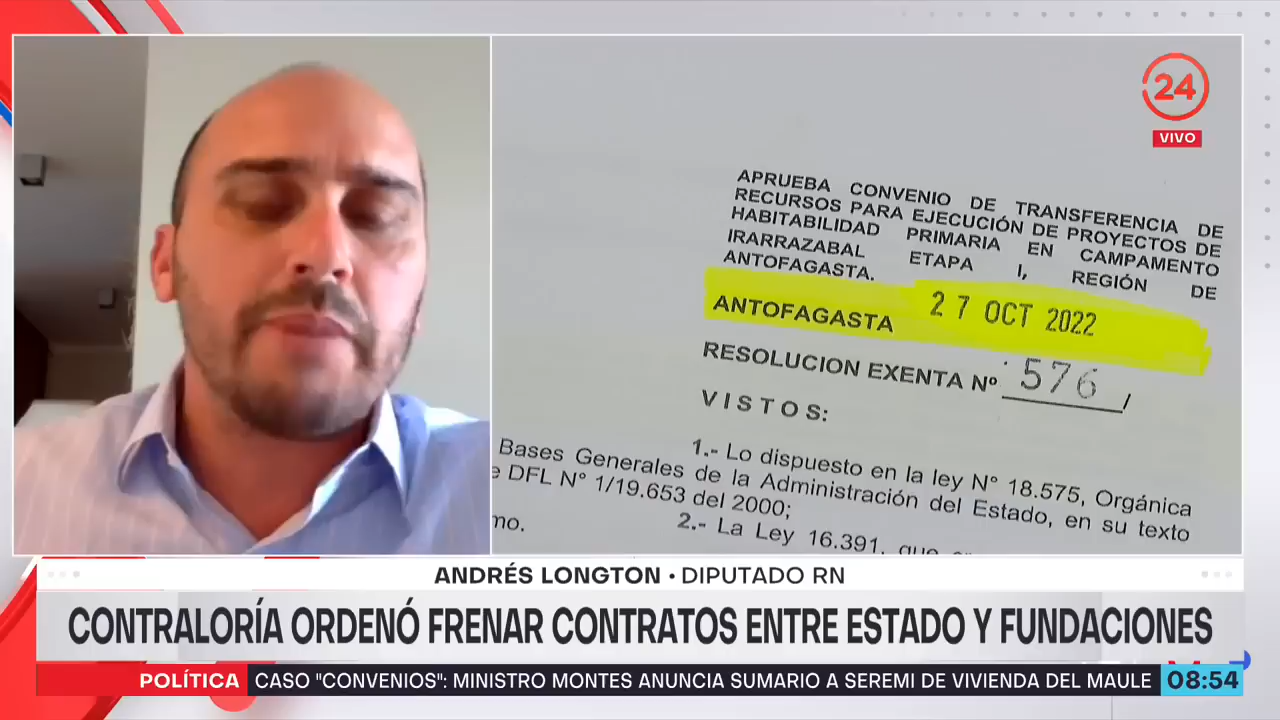 24
VIVO
APRUEBA CONVENIO DE TRANSFERENCIA DE
RECURSOS PARA EJECUCIÓN DE PROYECTOS DE
HABITABILIDAD PRIMARIA EN CAMPAMENTO
IRARRAZABAL ETAPA I, REGIÓN DE
ANTOFAGASTA.
ANTOFAGASTA 27 OCT 2022
RESOLUCION EXENTA Nº 576 /
VISTOS:
1.- Lo dispuesto en la ley N° 18.575, Orgánica
Bases Generales de la Administración del Estado, en su texto
DFL N° 1/19.653 del 2000;
2.- La Ley 16.391, que
ANDRÉS LONGTON • DIPUTADO RN
CONTRALORÍA ORDENÓ FRENAR CONTRATOS ENTRE ESTADO Y FUNDACIONES
POLÍTICA CASO "CONVENIOS": MINISTRO MONTES ANUNCIA SUMARIO A SEREMI DE VIVIENDA DEL MAULE 08:54